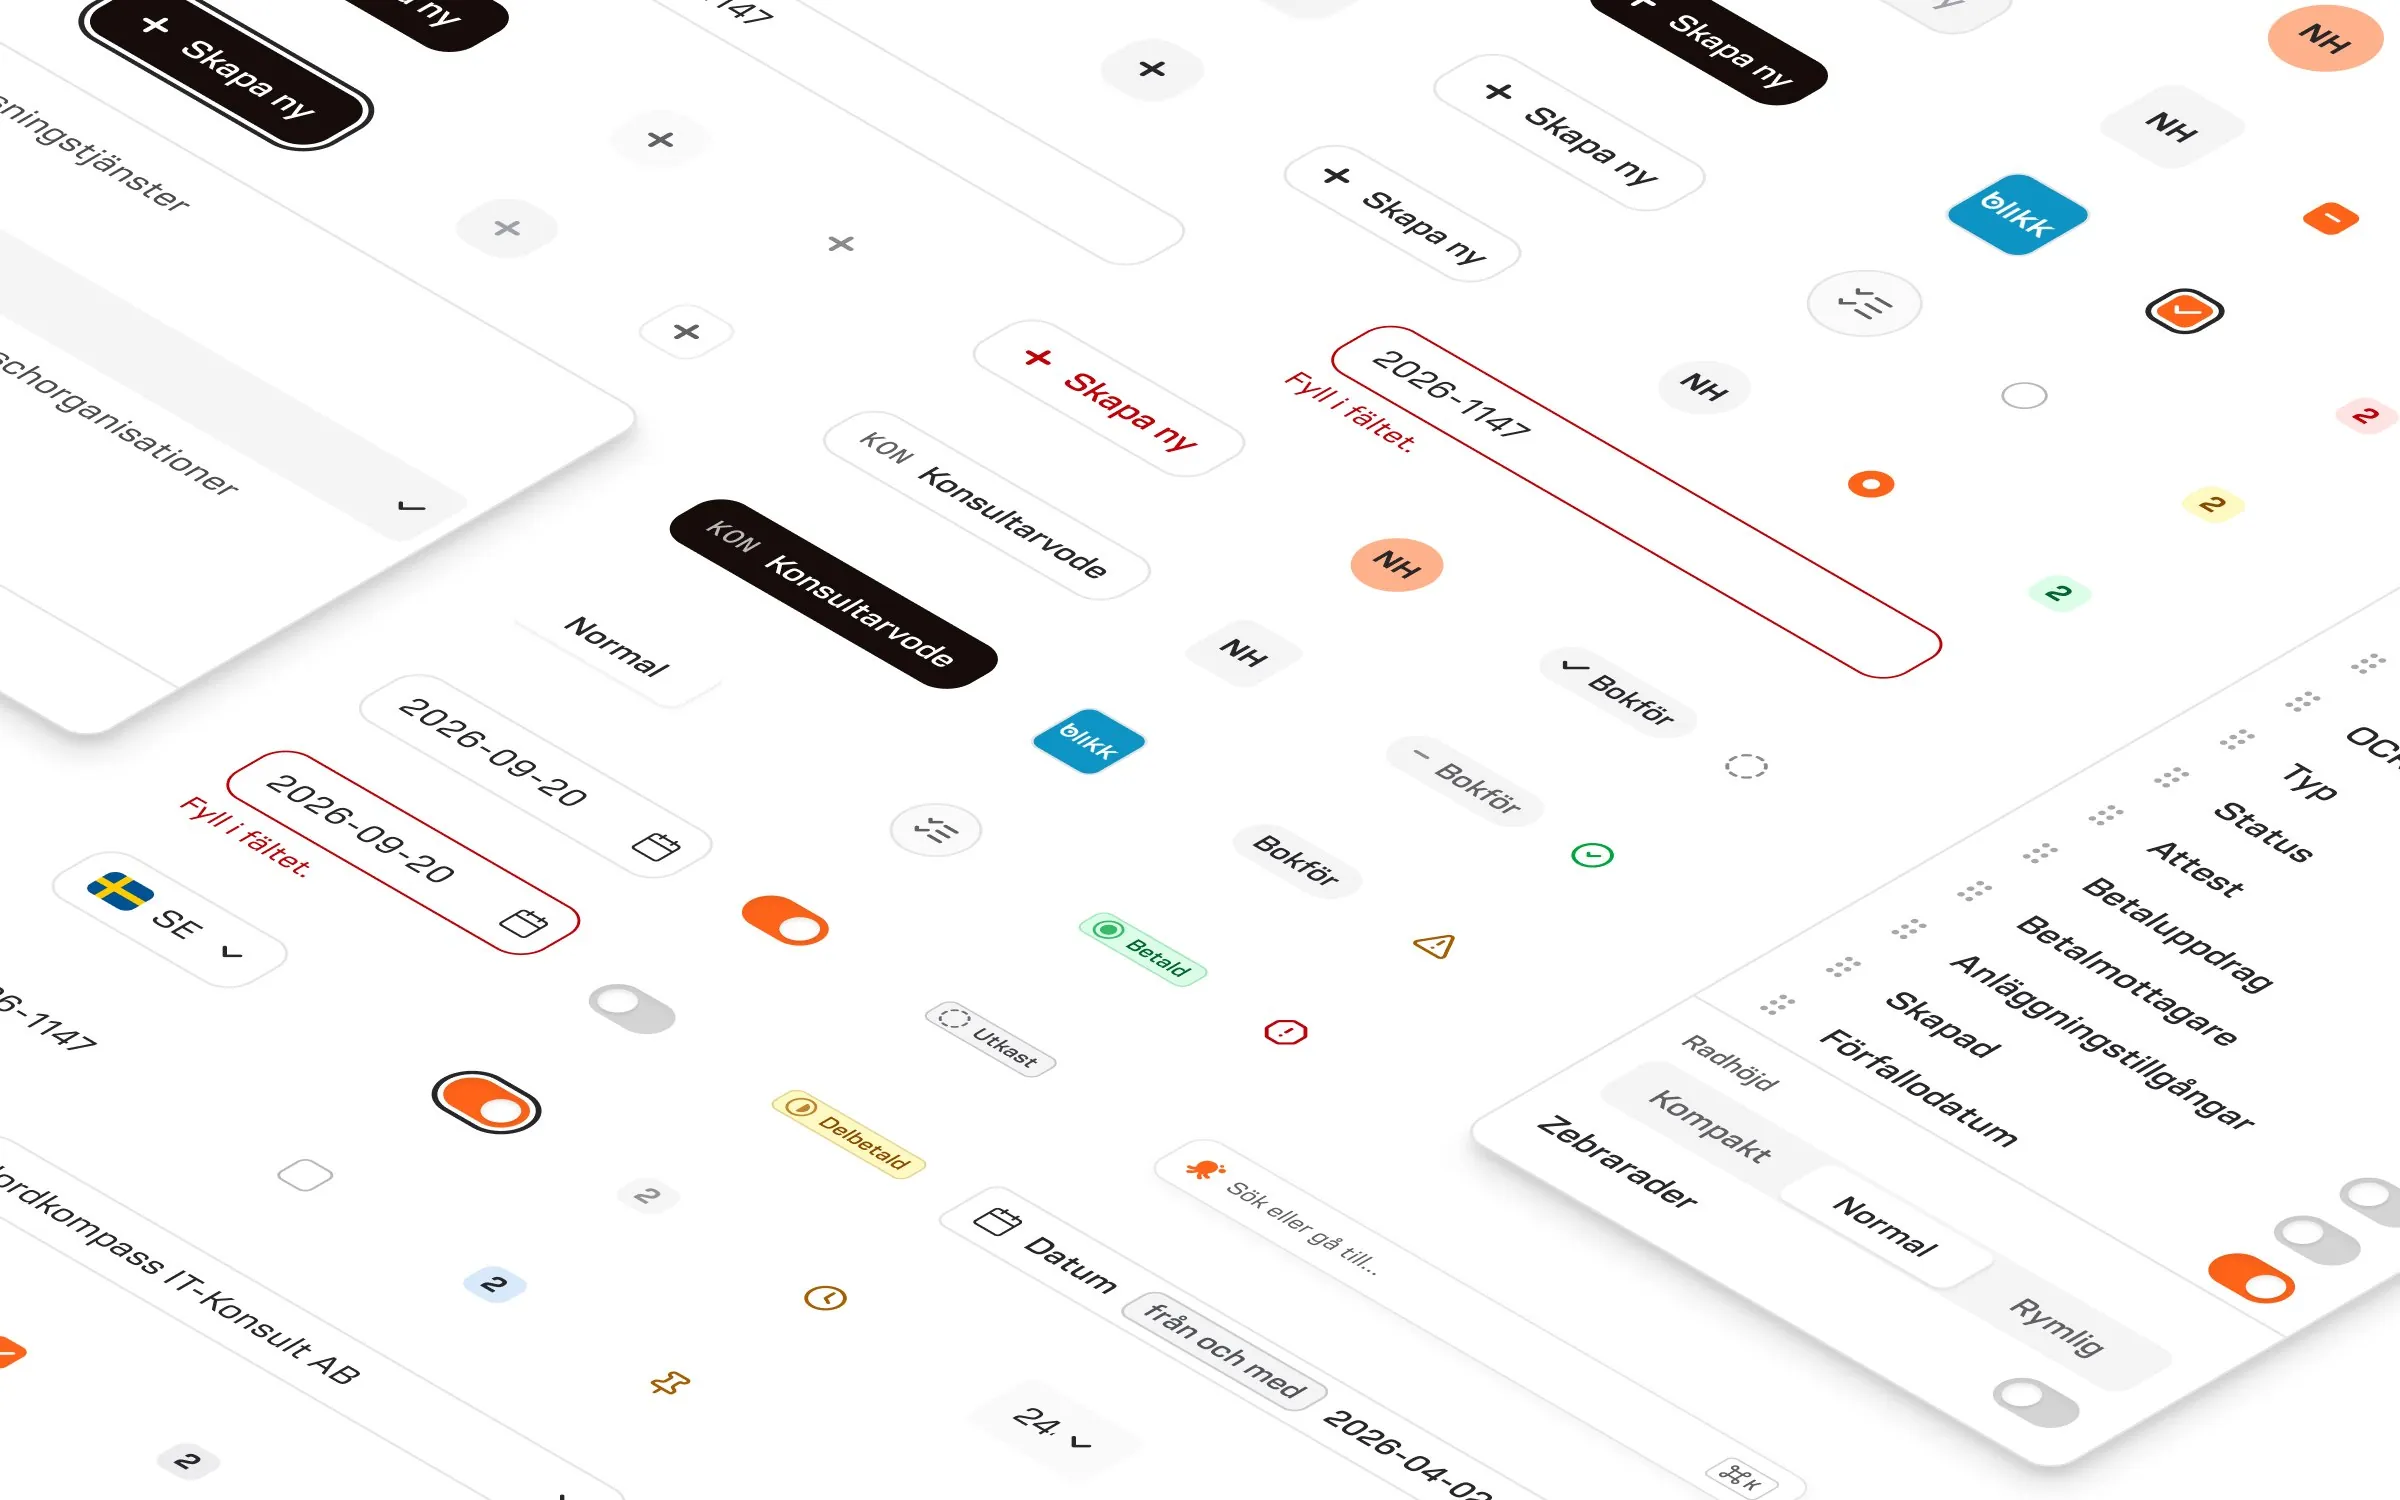 Skapa ny
ny
1147
Skapa ny
NH
NH
Skapa ny
Skapa ny
blikk
ningstjänster
schorganisationer
Skapa ny
2026-1147
Fyll i fältet.
NH
2
2
2
KON Konsultarvode
KON Konsultarvode
NH
NH
blikk
Normal
2026-09-20
2026-09-20
Fyll i fältet.
SE
26-1147
Bokför
Bokför
Bokför
Betald
Utkast
Delbetald
2
2
2
Nordkompass IT-Konsult AB
Sök eller gå till...
⌘K
Datum från och med 2026-04-02
24
OCR
Typ
Status
Attest
Betaluppdrag
Betalmottagare
Anläggningstillgångar
Skapad
Förfallodatum
Radhöjd
Kompakt
Normal
Rymlig
Zebrarader